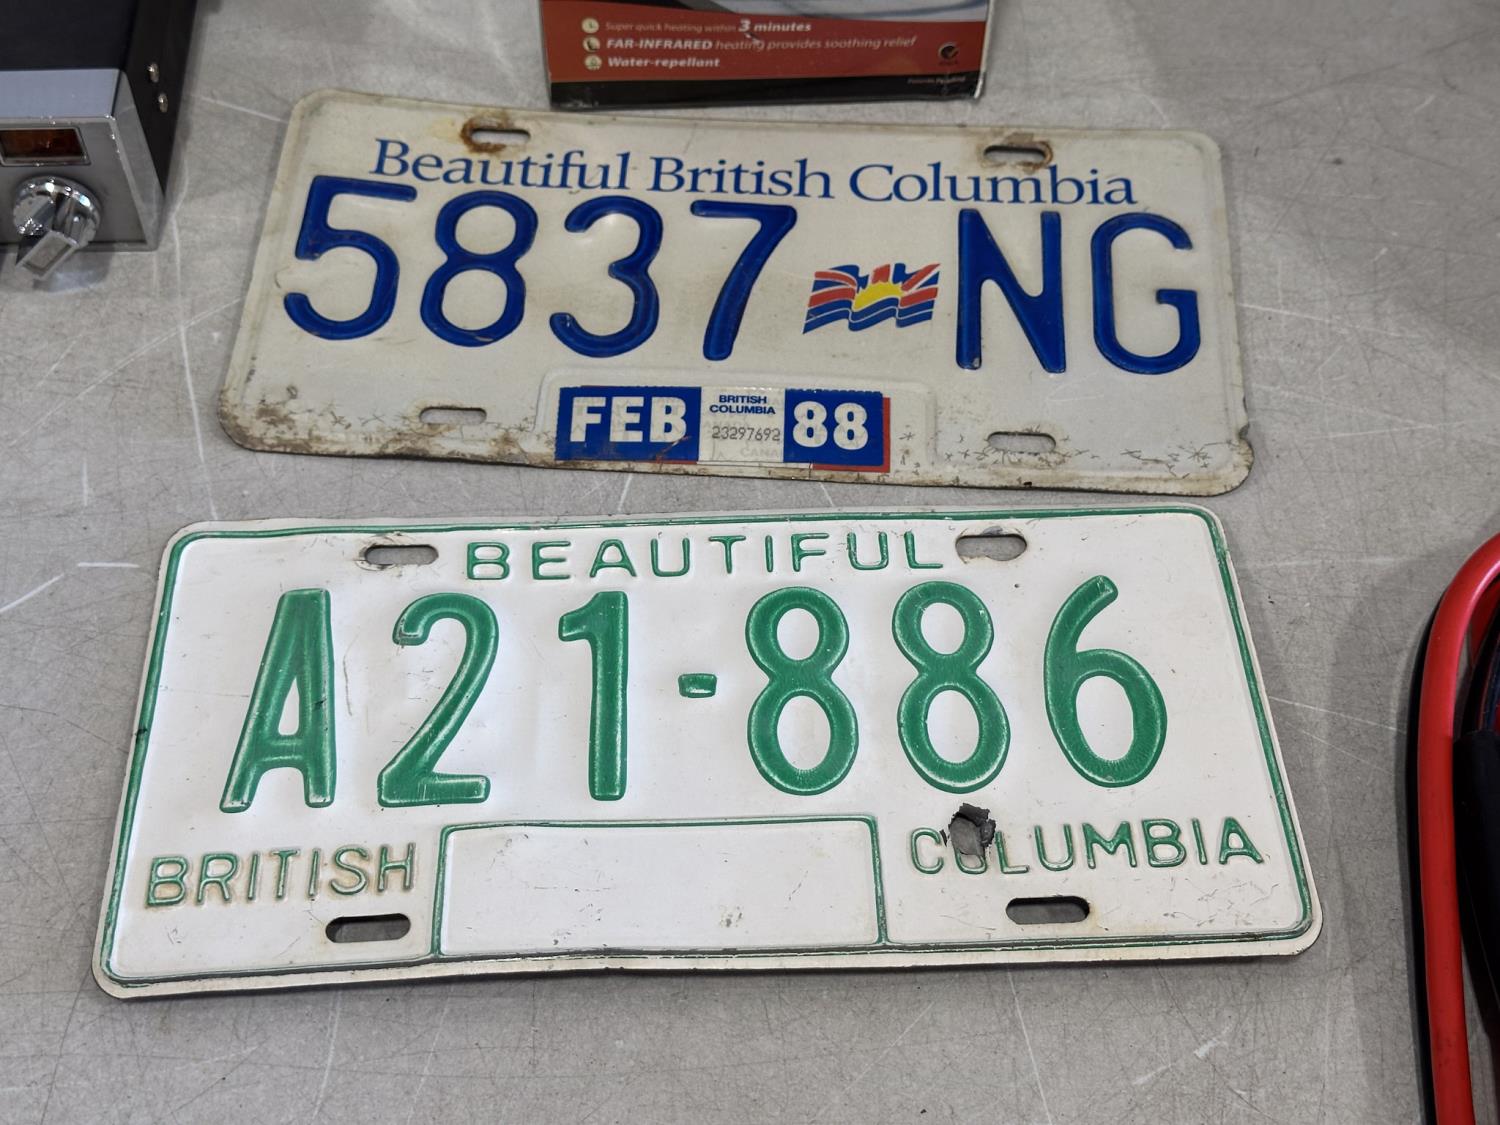 Super quick heating within 3 minutes
FAR-INFRARED heating provides soothing relief
Water-repellant
Beautiful British Columbia
5837 NG
FEB BRITISH COLUMBIA 88
23297692
BEAUTIFUL
A21-886
BRITISH COLUMBIA